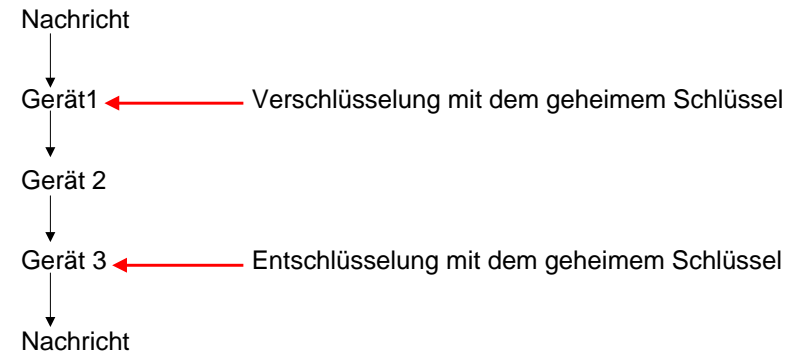 Nachricht
Gerät1 Verschlüsselung mit dem geheimem Schlüssel
Gerät 2
Gerät 3 Entschlüsselung mit dem geheimem Schlüssel
Nachricht